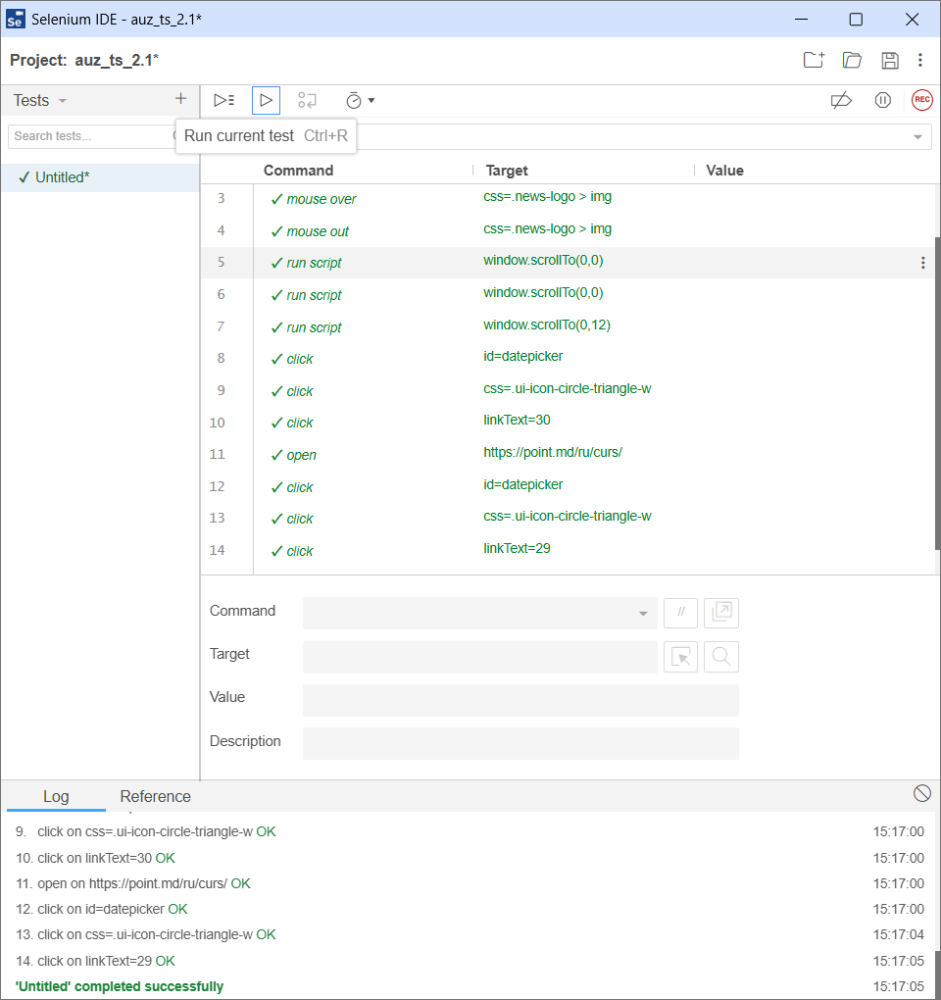 Se Selenium IDE - auz_ts_2.1*
Project: auz_ts_2.1*
Tests
REC
Search tests...
Run current test Ctrl+R
✓ Untitled*
Command Target Value
3 ✓ mouse over css=.news-logo > img
4 ✓ mouse out css=.news-logo > img
5 ✓ run script window.scrollTo(0,0)
6 ✓ run script window.scrollTo(0,0)
7 ✓ run script window.scrollTo(0,12)
8 ✓ click id=datepicker
9 ✓ click css=.ui-icon-circle-triangle-w
10 ✓ click linkText=30
11 ✓ open https://point.md/ru/curs/
12 ✓ click id=datepicker
13 ✓ click css=.ui-icon-circle-triangle-w
14 ✓ click linkText=29
Command //
Target
Value
Description
Log Reference
9. click on css=.ui-icon-circle-triangle-w OK 15:17:00
10. click on linkText=30 OK 15:17:00
11. open on https://point.md/ru/curs/ OK 15:17:00
12. click on id=datepicker OK 15:17:00
13. click on css=.ui-icon-circle-triangle-w OK 15:17:04
14. click on linkText=29 OK 15:17:05
'Untitled' completed successfully 15:17:05